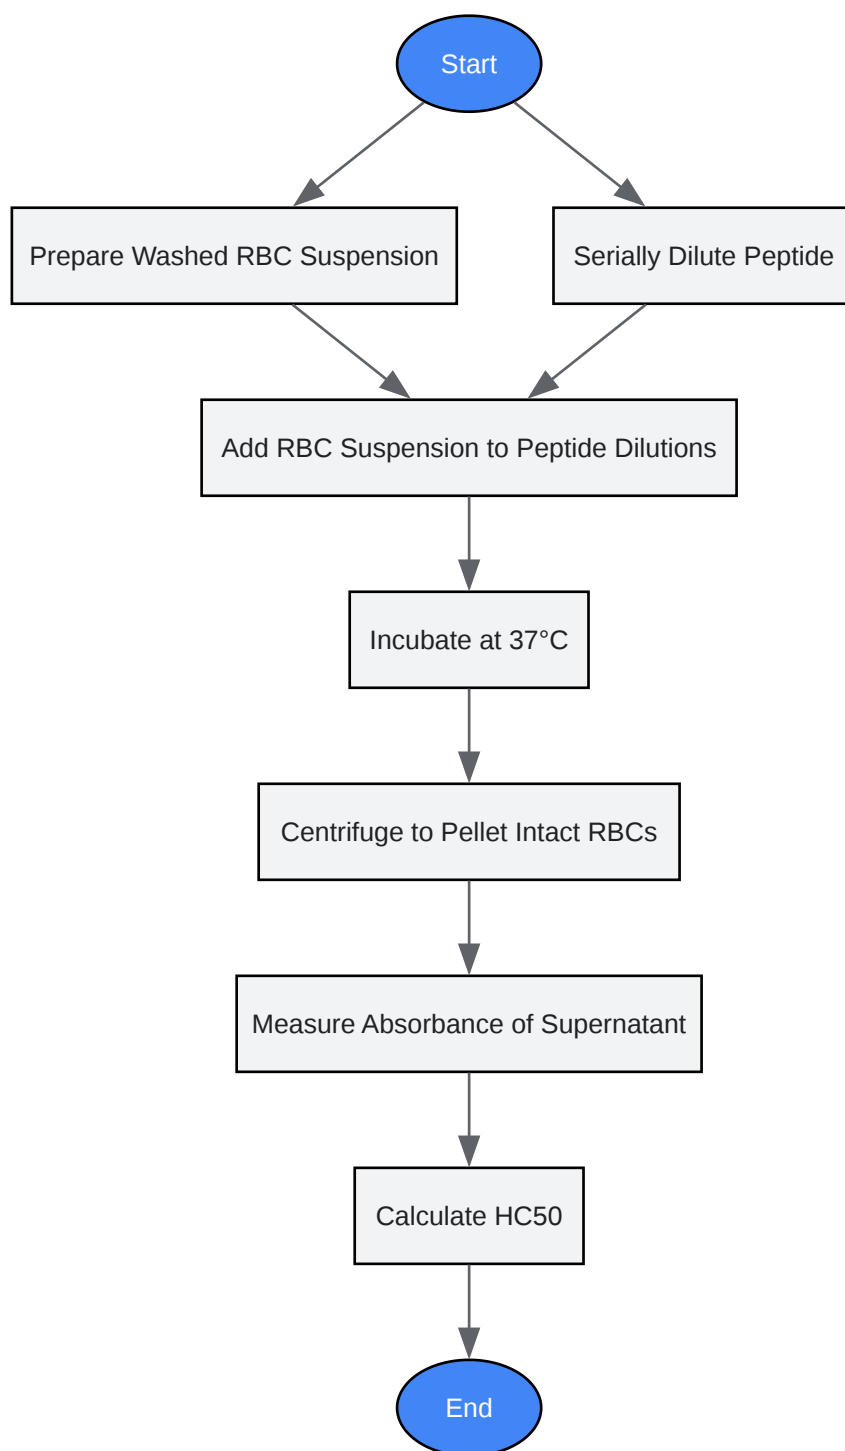 Start
Prepare Washed RBC Suspension
Serially Dilute Peptide
Add RBC Suspension to Peptide Dilutions
Incubate at 37°C
Centrifuge to Pellet Intact RBCs
Measure Absorbance of Supernatant
Calculate HC50
End